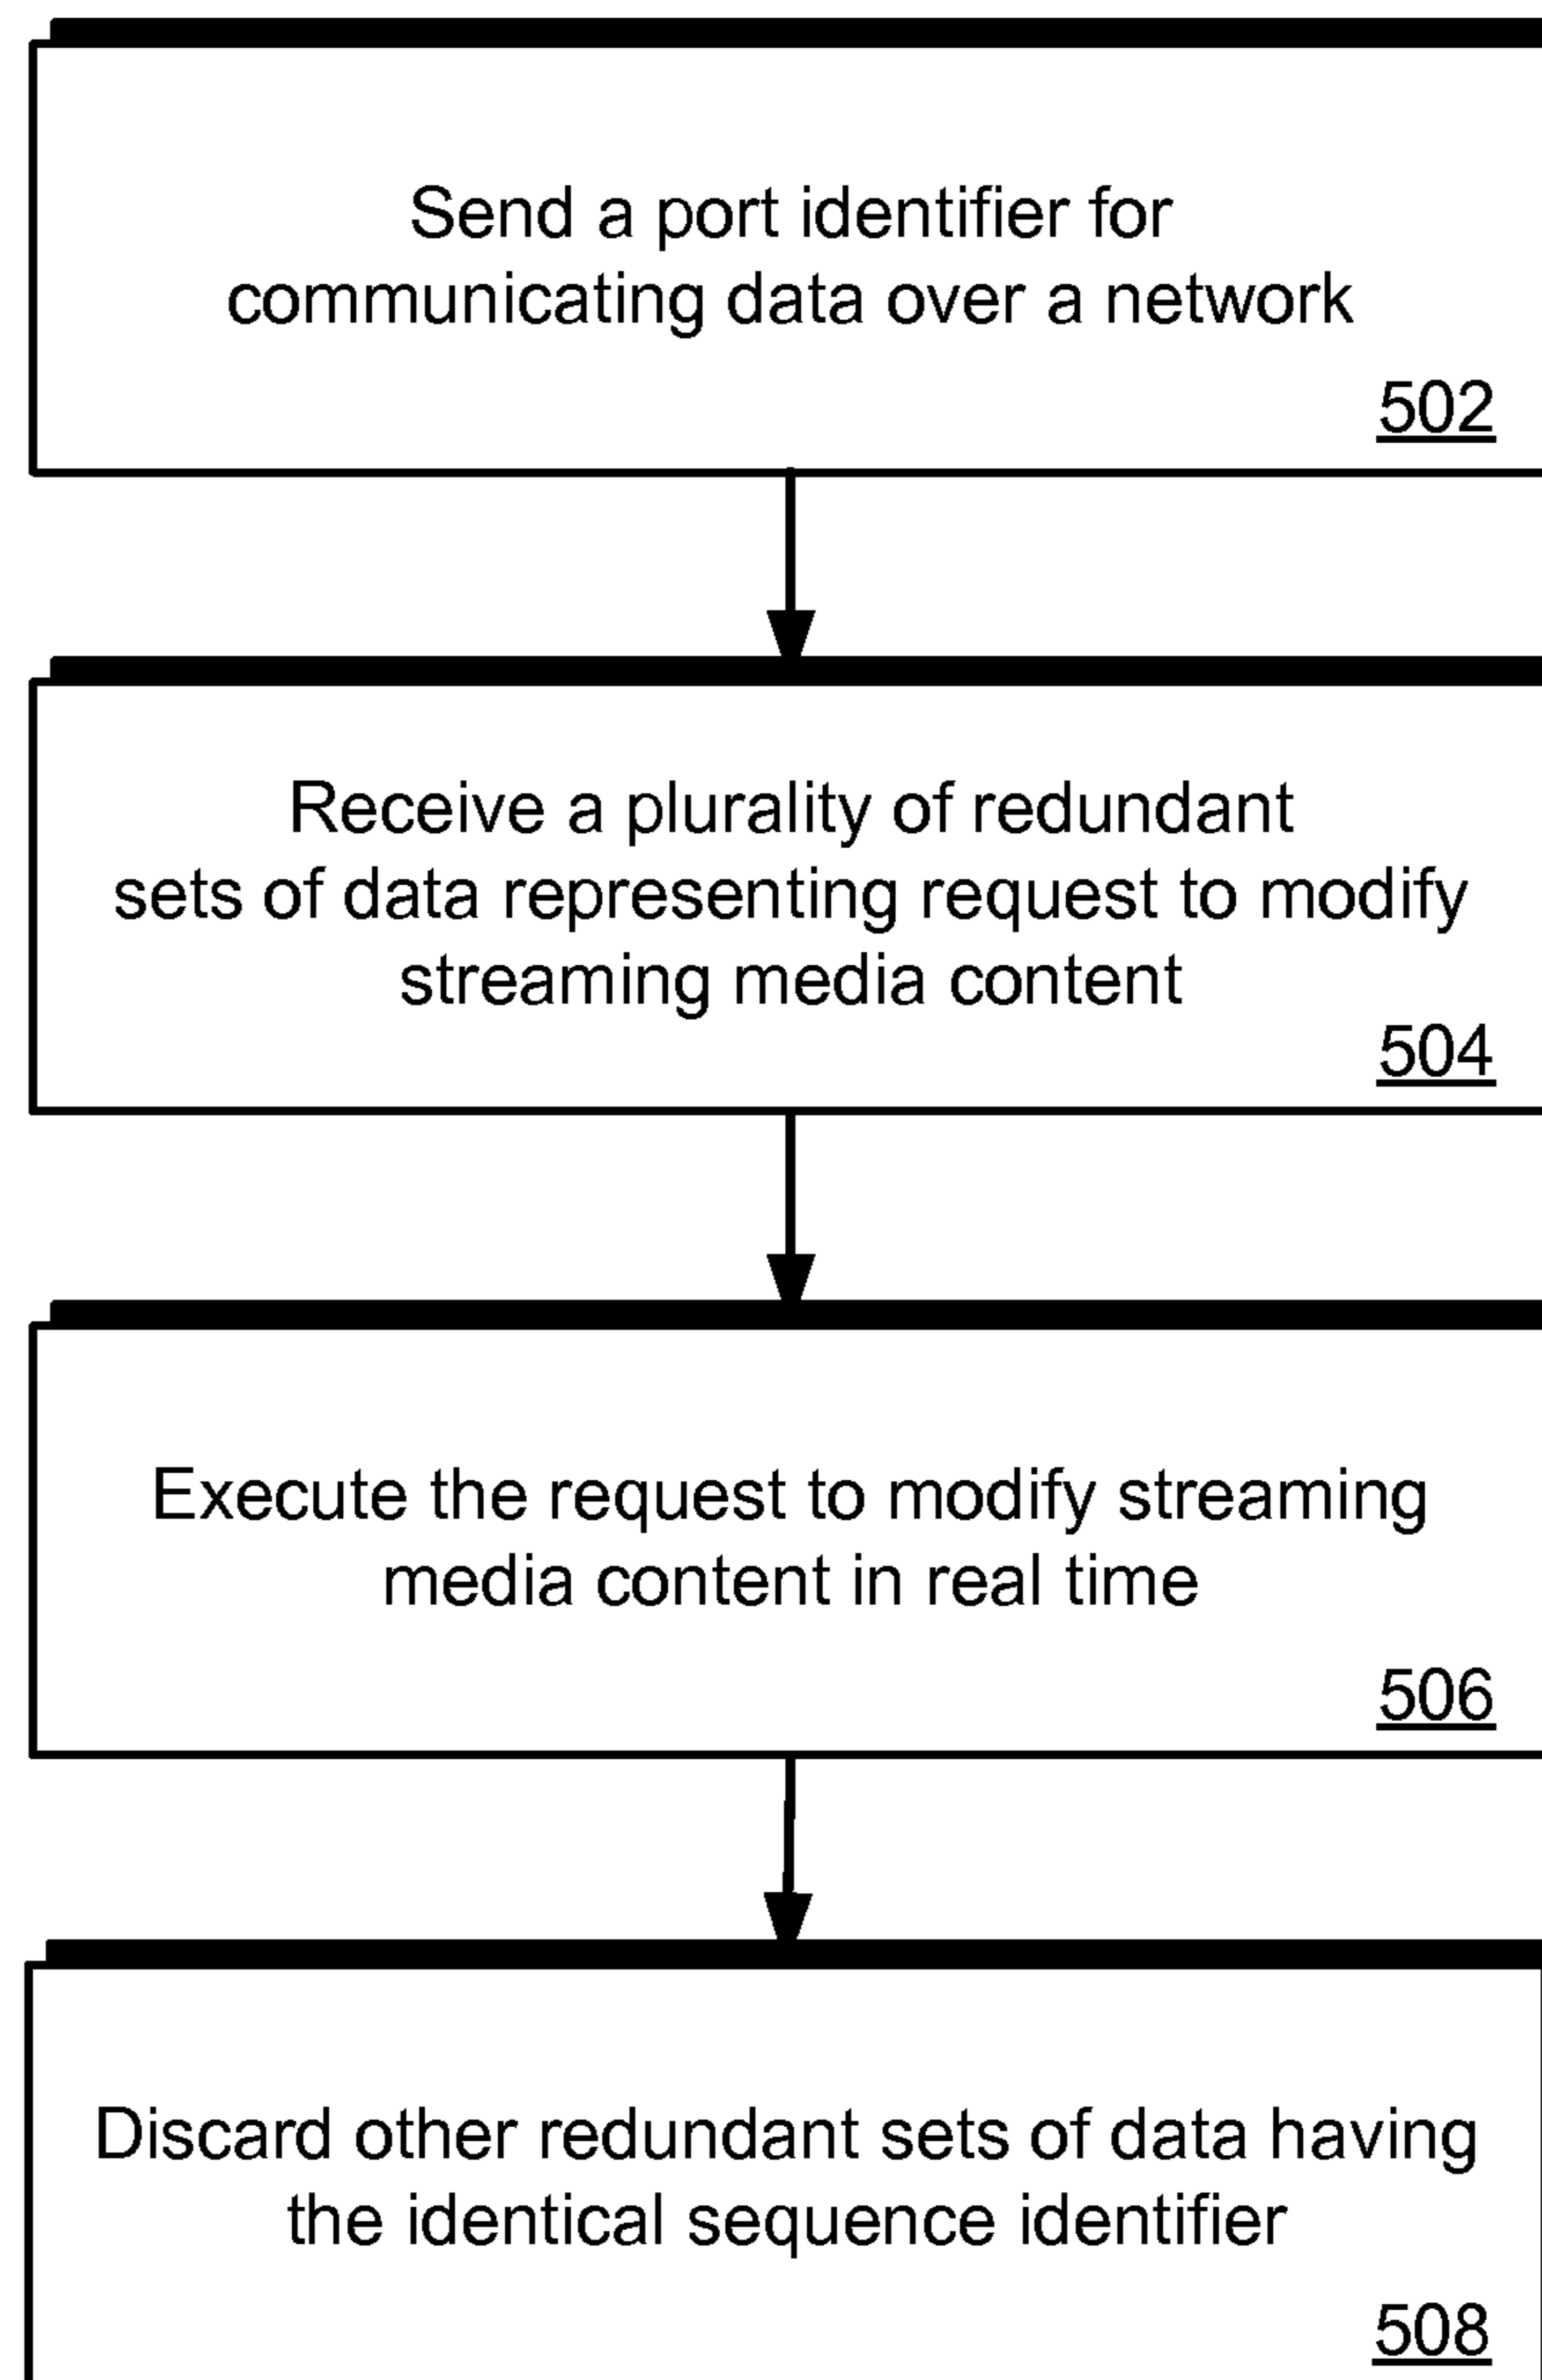 Send a port identifier for
communicating data over a network
502
Receive a plurality of redundant
sets of data representing request to modify
streaming media content
504
Execute the request to modify streaming
media content in real time
506
Discard other redundant sets of data having
the identical sequence identifier
508